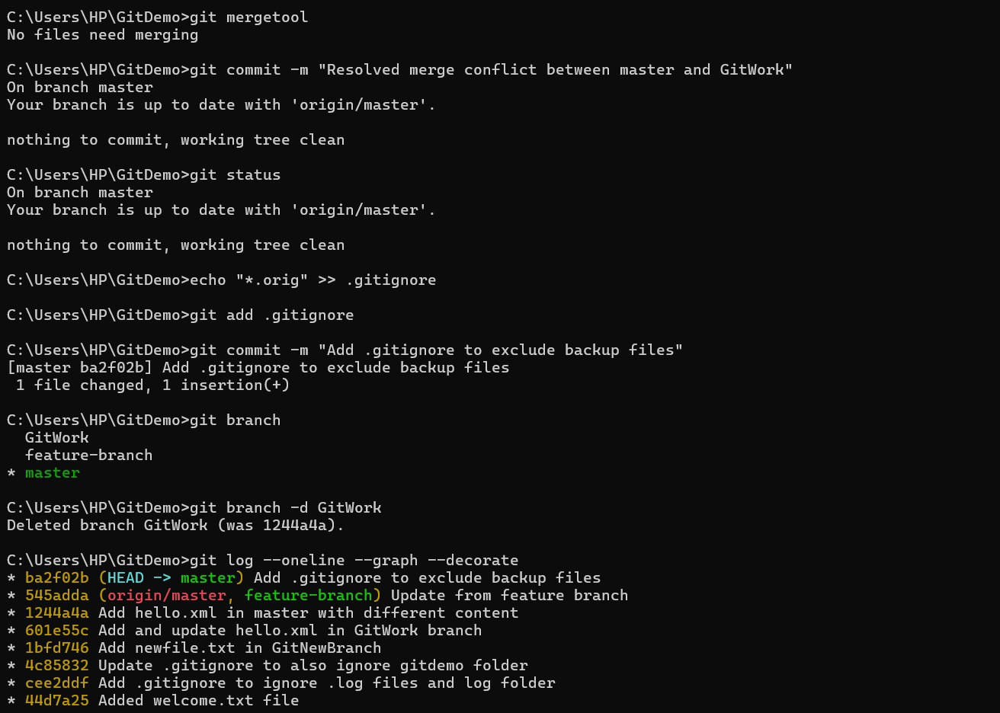 C:\Users\HP\GitDemo>git mergetool
No files need merging
C:\Users\HP\GitDemo>git commit -m "Resolved merge conflict between master and GitWork"
On branch master
Your branch is up to date with 'origin/master'.
nothing to commit, working tree clean
C:\Users\HP\GitDemo>git status
On branch master
Your branch is up to date with 'origin/master'.
nothing to commit, working tree clean
C:\Users\HP\GitDemo>echo "*.orig" >> .gitignore
C:\Users\HP\GitDemo>git add .gitignore
C:\Users\HP\GitDemo>git commit -m "Add .gitignore to exclude backup files"
[master ba2f02b] Add .gitignore to exclude backup files
 1 file changed, 1 insertion(+)
C:\Users\HP\GitDemo>git branch
  GitWork
  feature-branch
* master
C:\Users\HP\GitDemo>git branch -d GitWork
Deleted branch GitWork (was 1244a4a).
C:\Users\HP\GitDemo>git log --oneline --graph --decorate
* ba2f02b (HEAD -> master) Add .gitignore to exclude backup files
* 545adda (origin/master, feature-branch) Update from feature branch
* 1244a4a Add hello.xml in master with different content
* 601e55c Add and update hello.xml in GitWork branch
* 1bfd746 Add newfile.txt in GitNewBranch
* 4c85832 Update .gitignore to also ignore gitdemo folder
* cee2ddf Add .gitignore to ignore .log files and log folder
* 44d7a25 Added welcome.txt file